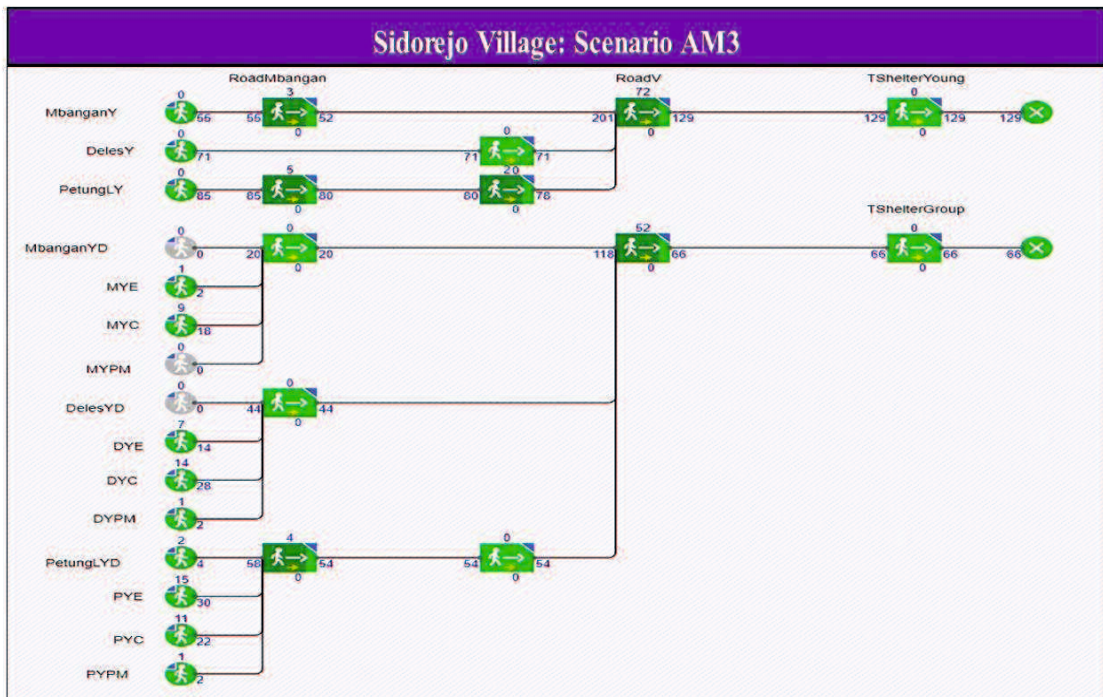 Sidorejo Village: Scenario AM3
RoadMbangan RoadV TShelterYoung
0 3 72 0
MbanganY 55 55 52 201 129 129 129 129
0 0 0
0 0
DelesY 71 71 71
0
0 5 20
PetungLY 85 85 80 80 78
0 0
TShelterGroup
0 0 52 0
MbanganYD 0 20 20 118 66 66 66 66
0 0 0
1
MYE 2
9
MYC 18
0
MYPM 0
0 0
DelesYD 0 44 44
0
7
DYE 14
14
DYC 28
1
DYPM 2
2 4 0
PetungLYD 4 58 54 54 54
0 0
15
PYE 30
11
PYC 22
1
PYPM 2